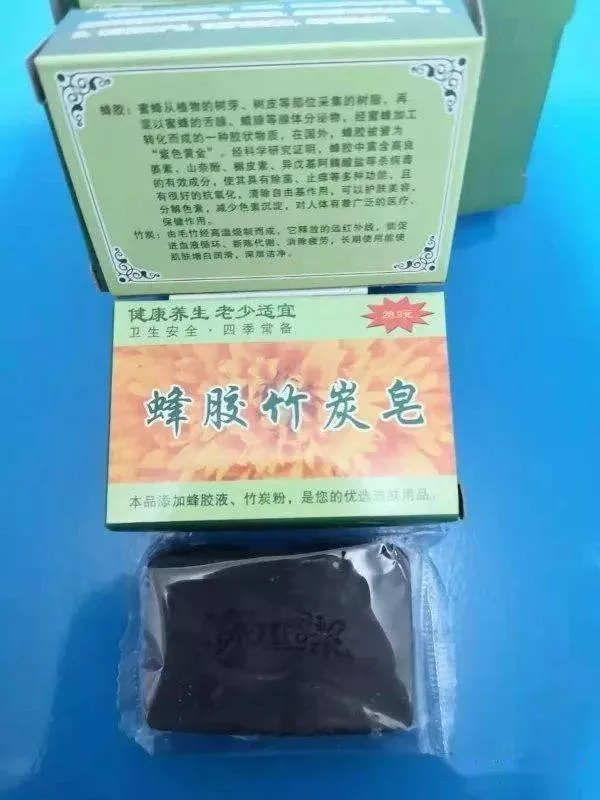 蜂胶：蜜蜂从植物的树芽、树皮等部位采集的树脂，再
混以蜜蜂的舌腺、蜡腺等腺体分泌物，经蜜蜂加工
转化而成的一种胶状物质，在国外，蜂胶被誉为
“紫色黄金”。经科学研究证明，蜂胶中富含高良
姜素、山奈酚、槲皮素、异戊基阿魏酸盐等杀病毒
的有效成分，使其具有除菌、止痒等多种功能，且
有很好的抗氧化，清除自由基作用，可以护肤美容，
分解色素，减少色素沉淀，对人体有着广泛的医疗、
保健作用。
竹炭：由毛竹经高温烧制而成，它释放的远红外线，能促
进血液循环、新陈代谢、消除疲劳，长期使用能使
肌肤增白润滑，深层洁净。
健康养生 老少适宜
卫生安全·四季常备
28.9元
蜂胶竹炭皂
本品添加蜂胶液、竹炭粉，是您的优选洁肤用品。